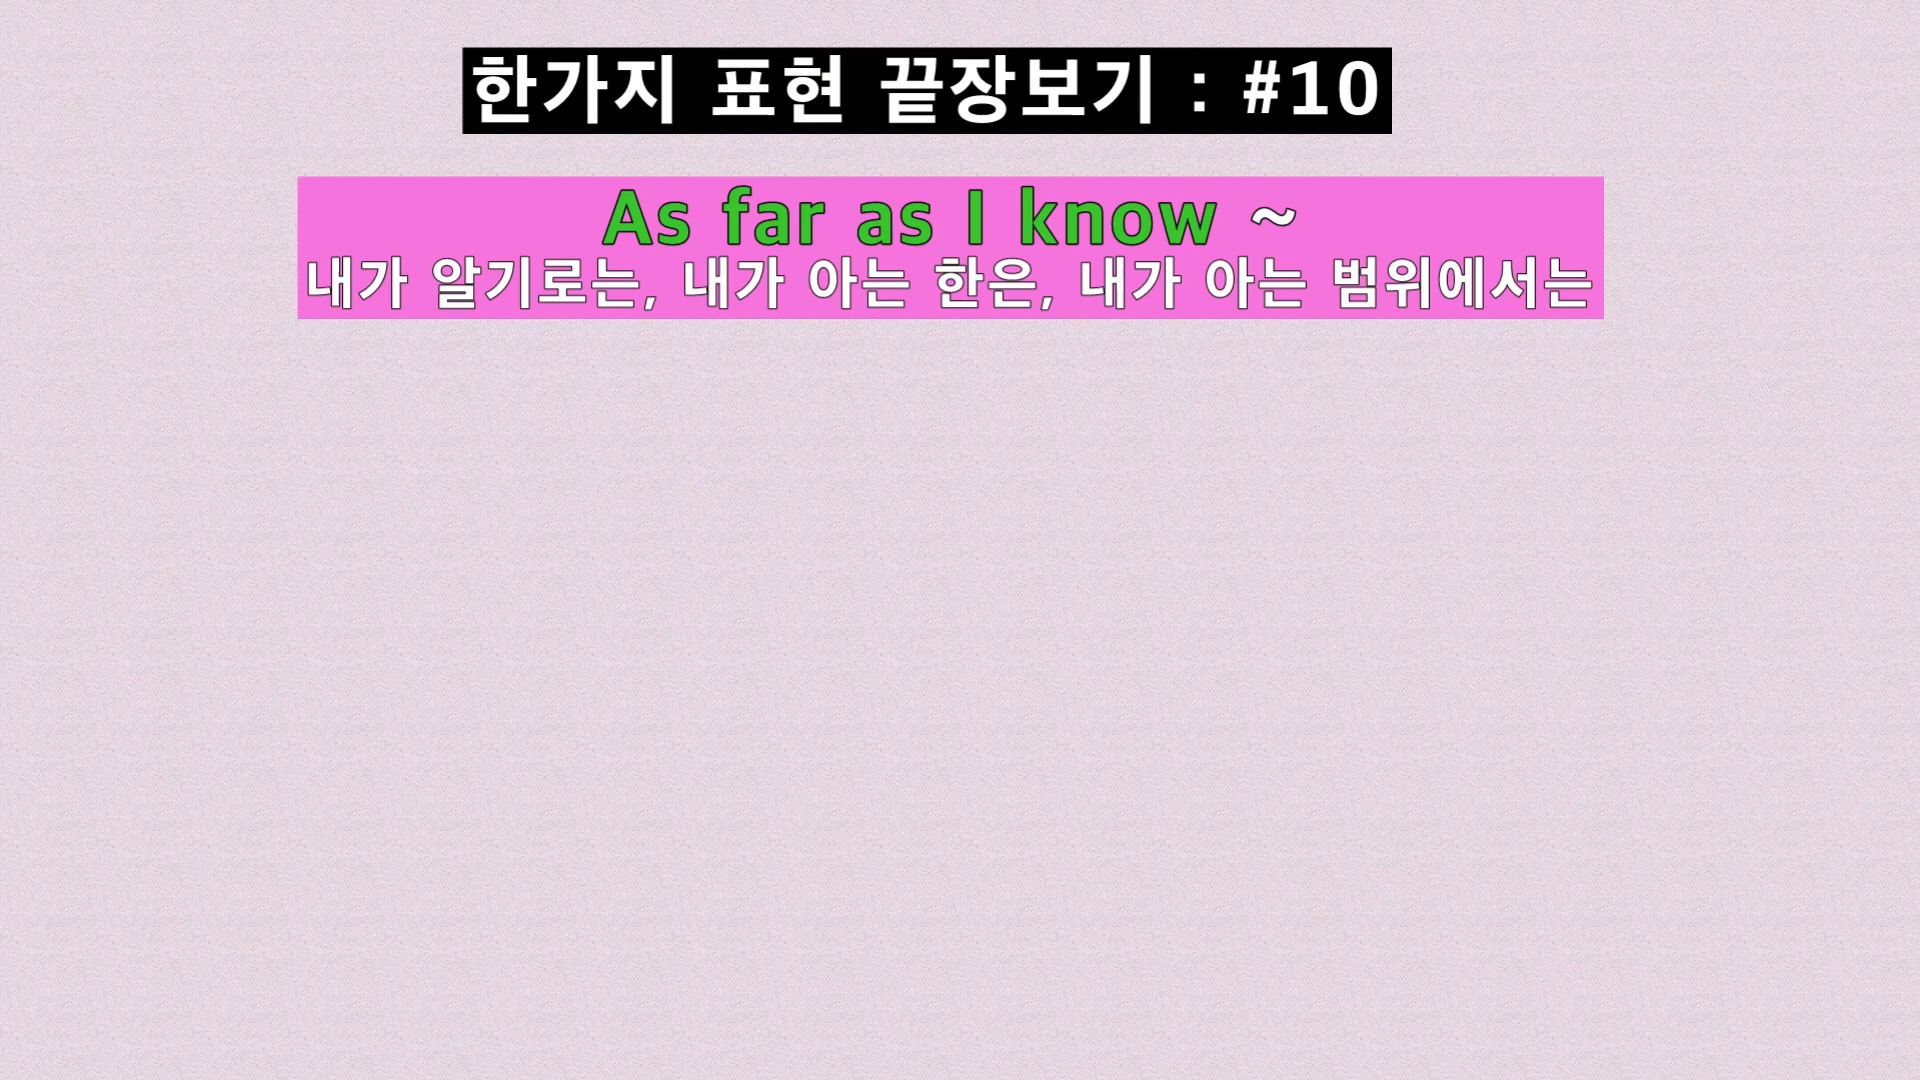 한가지 표현 끝장보기 : #10
As far as I know ~
내가 알기로는, 내가 아는 한은, 내가 아는 범위에서는